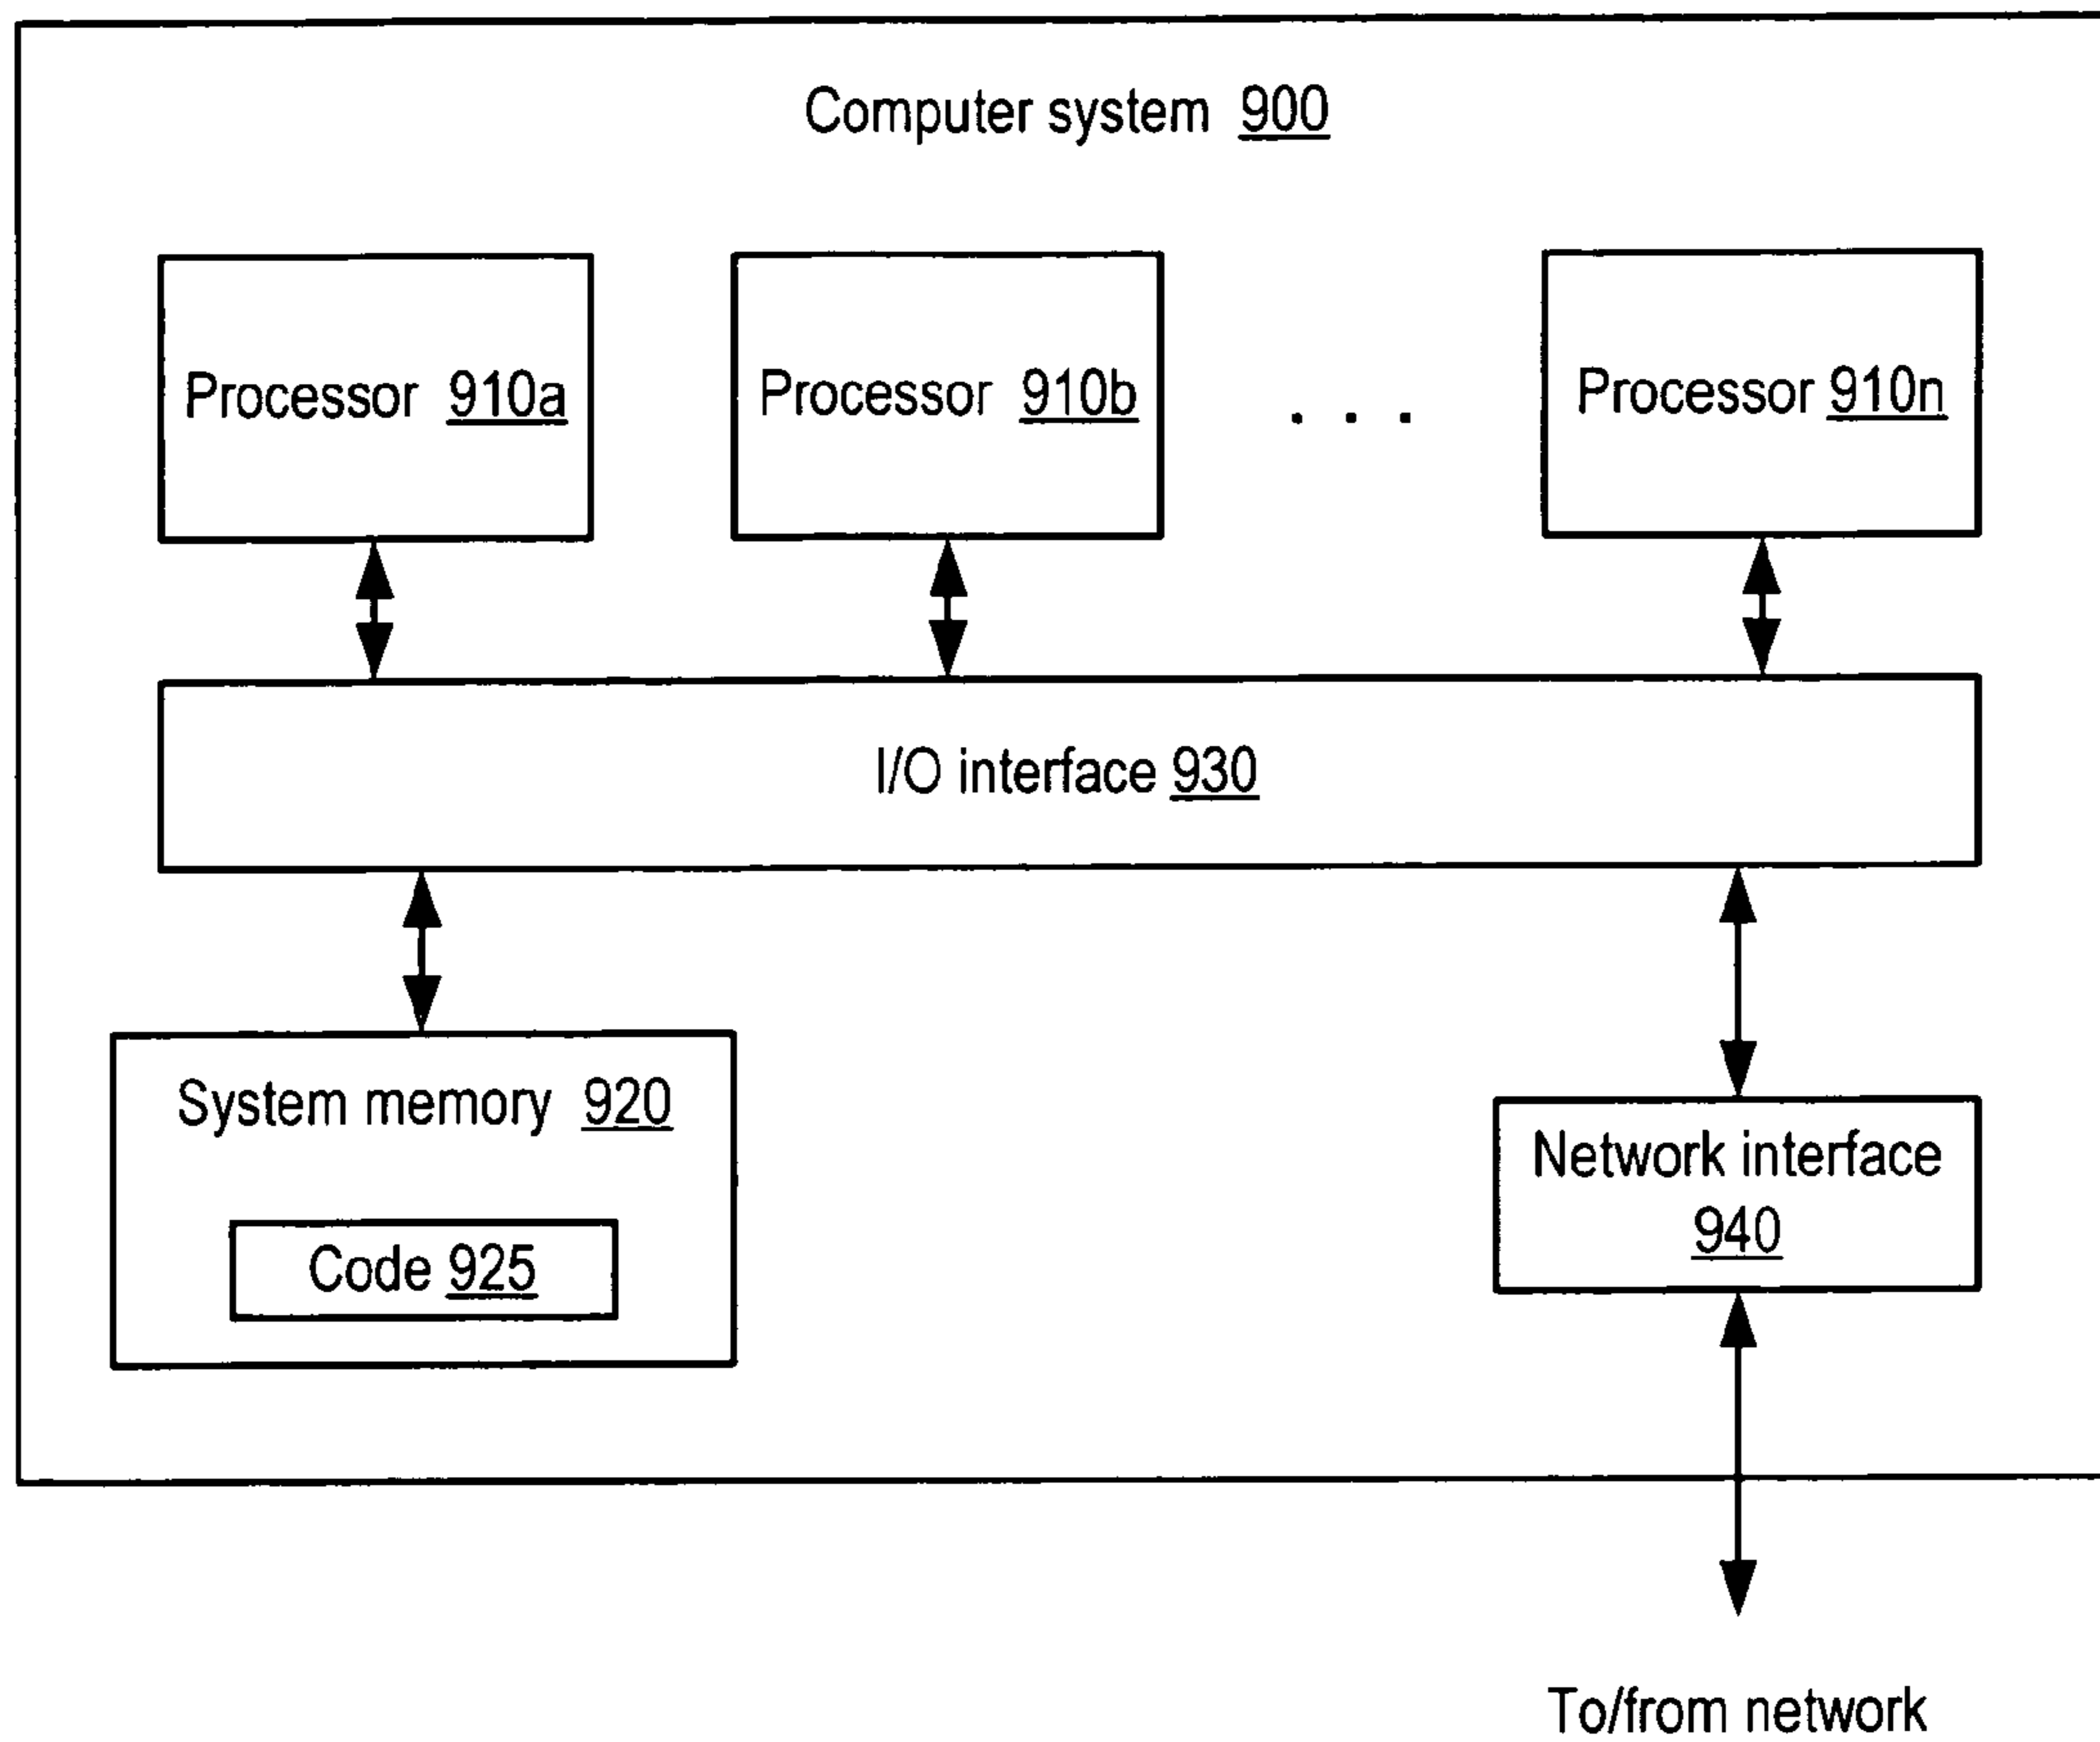 Computer system 900
Processor 910a
Processor 910b
. . .
Processor 910n
I/O interface 930
System memory 920
Code 925
Network interface
940
To/from network